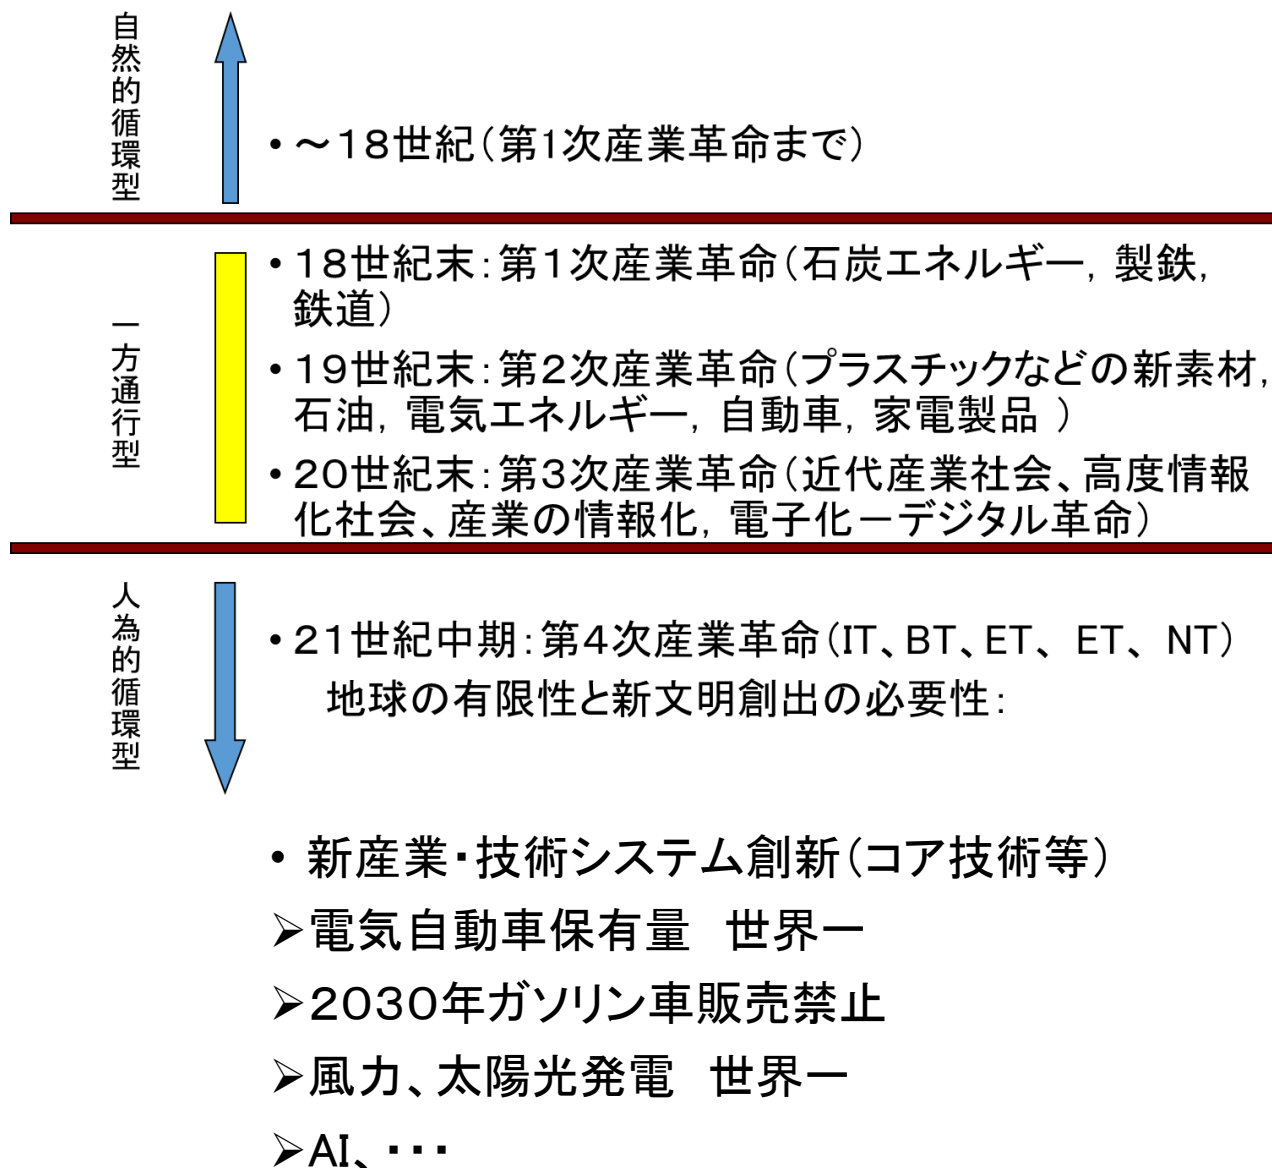 自然的循環型
• ～18世紀(第1次産業革命まで)
一方通行型
• 18世紀末:第1次産業革命(石炭エネルギー, 製鉄,
鉄道)
• 19世紀末:第2次産業革命(プラスチックなどの新素材,
石油, 電気エネルギー, 自動車, 家電製品 )
• 20世紀末:第3次産業革命(近代産業社会、高度情報
化社会、産業の情報化, 電子化－デジタル革命)
人為的循環型
• 21世紀中期:第4次産業革命(IT、BT、ET、 ET、 NT)
地球の有限性と新文明創出の必要性:
• 新産業・技術システム創新(コア技術等)
➢電気自動車保有量　世界一
➢2030年ガソリン車販売禁止
➢風力、太陽光発電　世界一
➢AI、・・・